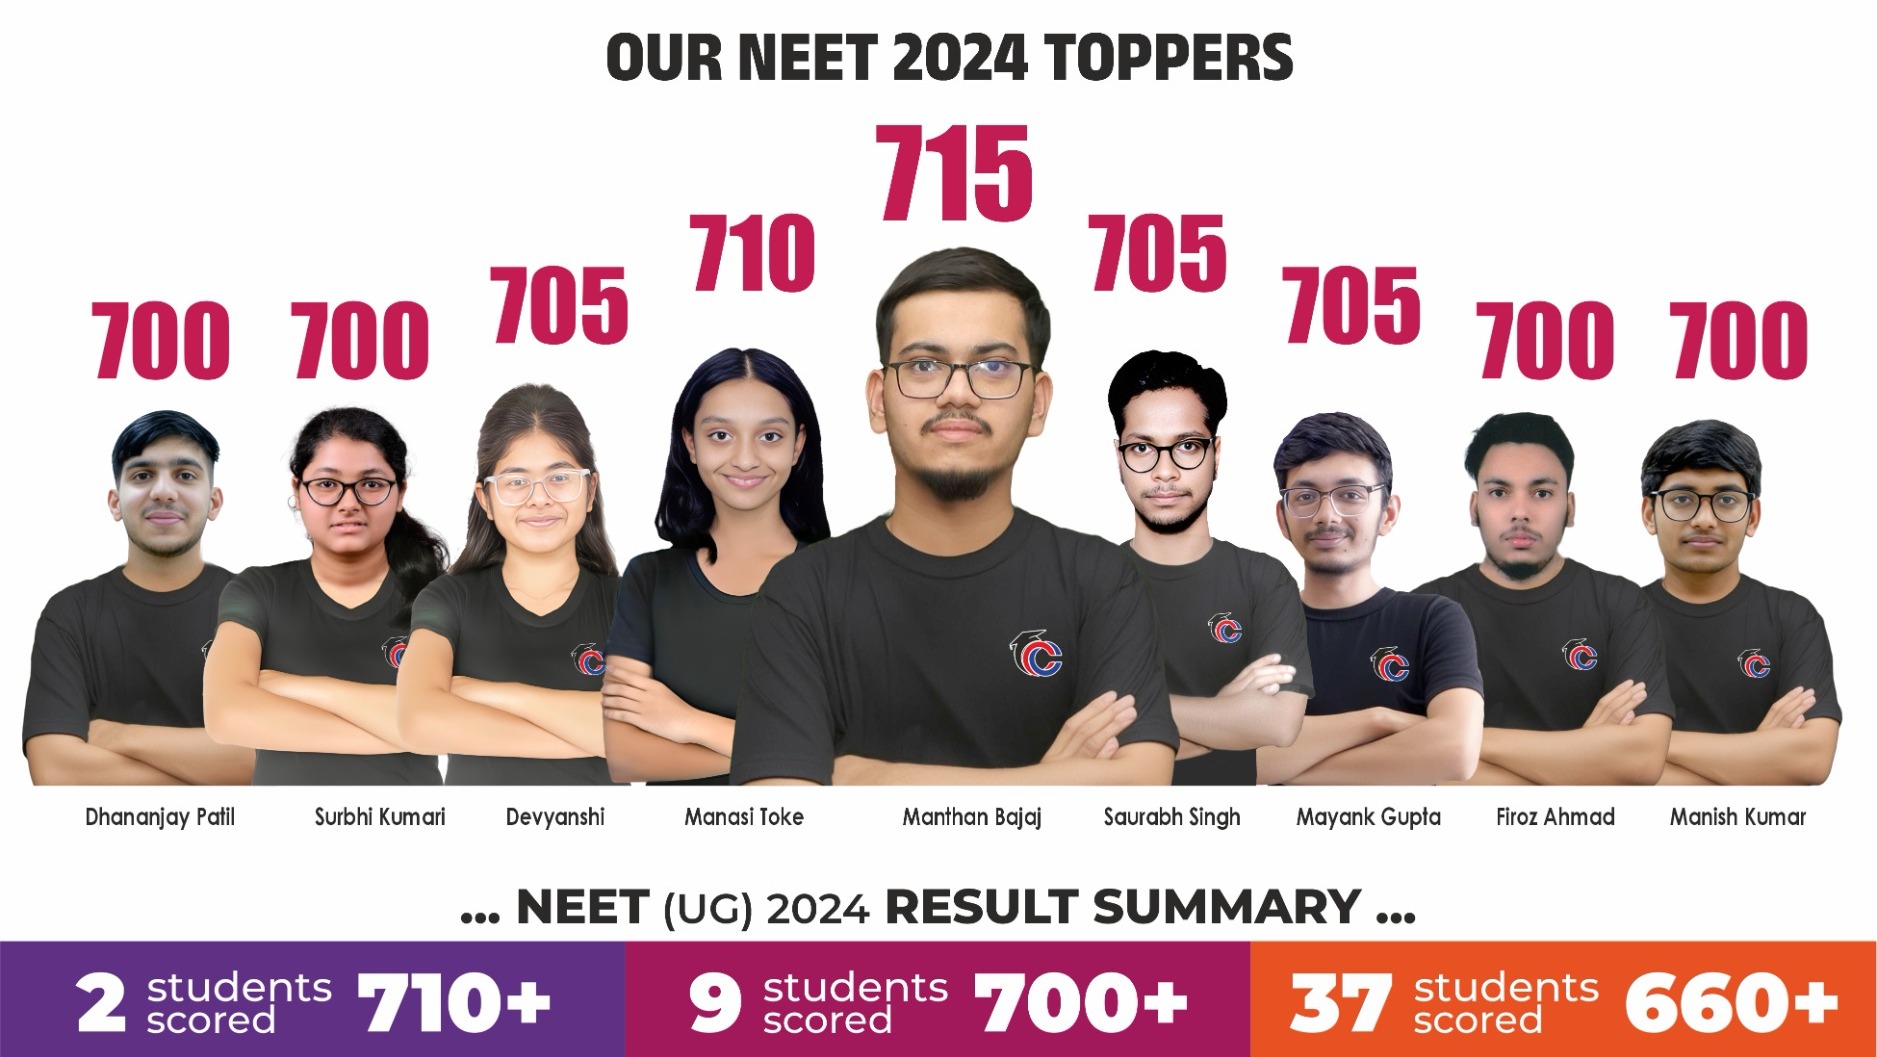 OUR NEET 2024 TOPPERS
715
710
705
705
705
700
700
700
700
Dhananjay Patil
Surbhi Kumari
Devyanshi
Manasi Toke
Manthan Bajaj
Saurabh Singh
Mayank Gupta
Firoz Ahmad
Manish Kumar
... NEET (UG) 2024 RESULT SUMMARY ...
2 students scored 710+
9 students scored 700+
37 students scored 660+